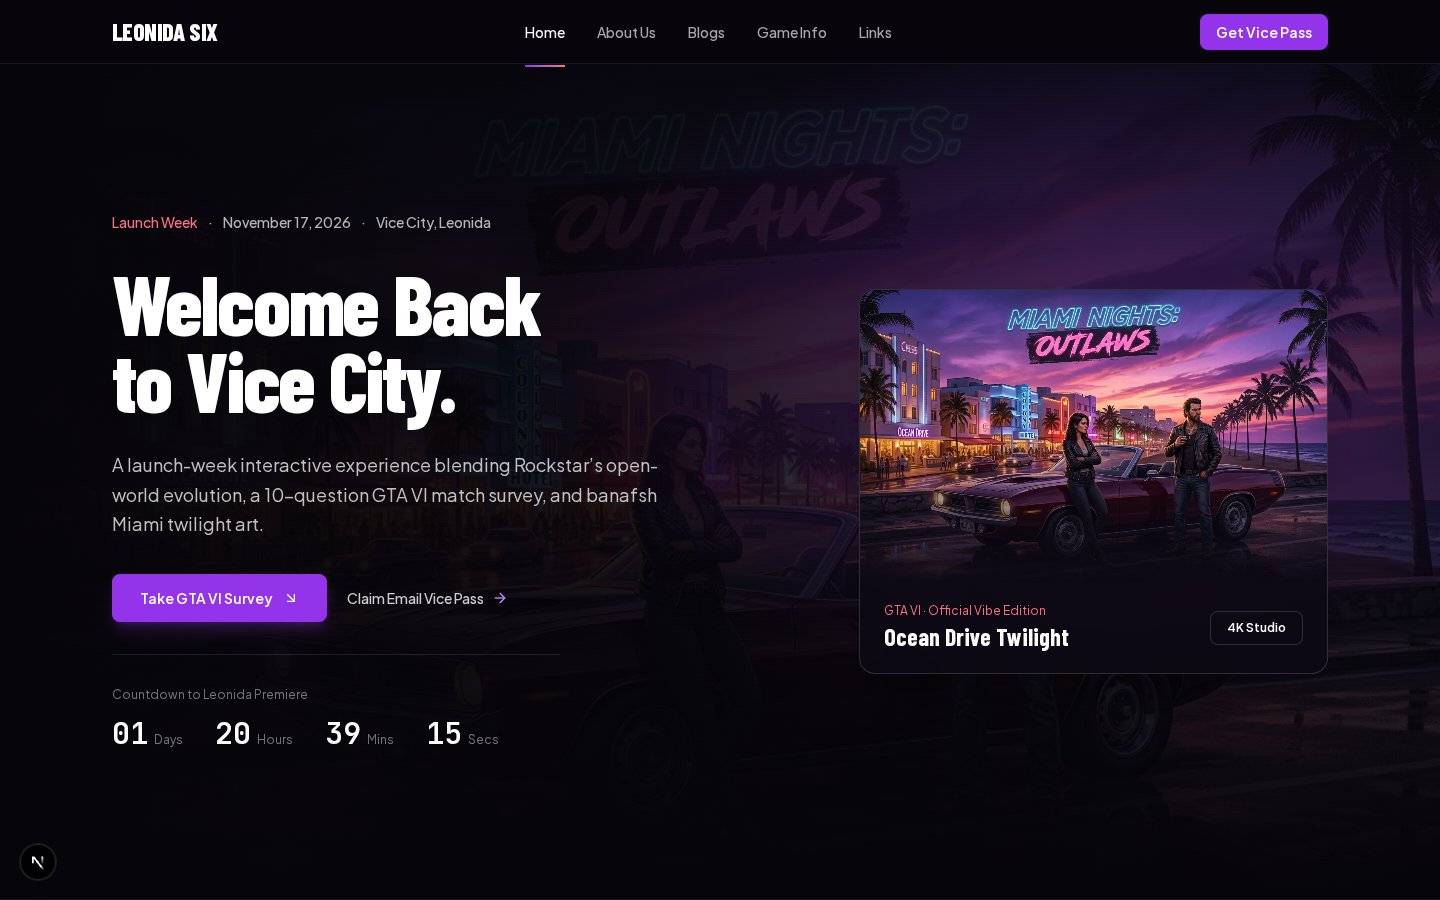 LEONIDA SIX
Home
About Us
Blogs
Game Info
Links
Get Vice Pass
MIAMI NIGHTS:
OUTLAWS
Launch Week · November 17, 2026 · Vice City, Leonida
Welcome Back
to Vice City.
A launch-week interactive experience blending Rockstar’s open-
world evolution, a 10-question GTA VI match survey, and banafsh
Miami twilight art.
Take GTA VI Survey
Claim Email Vice Pass
Countdown to Leonida Premiere
01 Days 20 Hours 39 Mins 15 Secs
MIAMI NIGHTS:
OUTLAWS
COLONY
HOTEL
OCEAN DRIVE
GTA VI · Official Vibe Edition
Ocean Drive Twilight
4K Studio